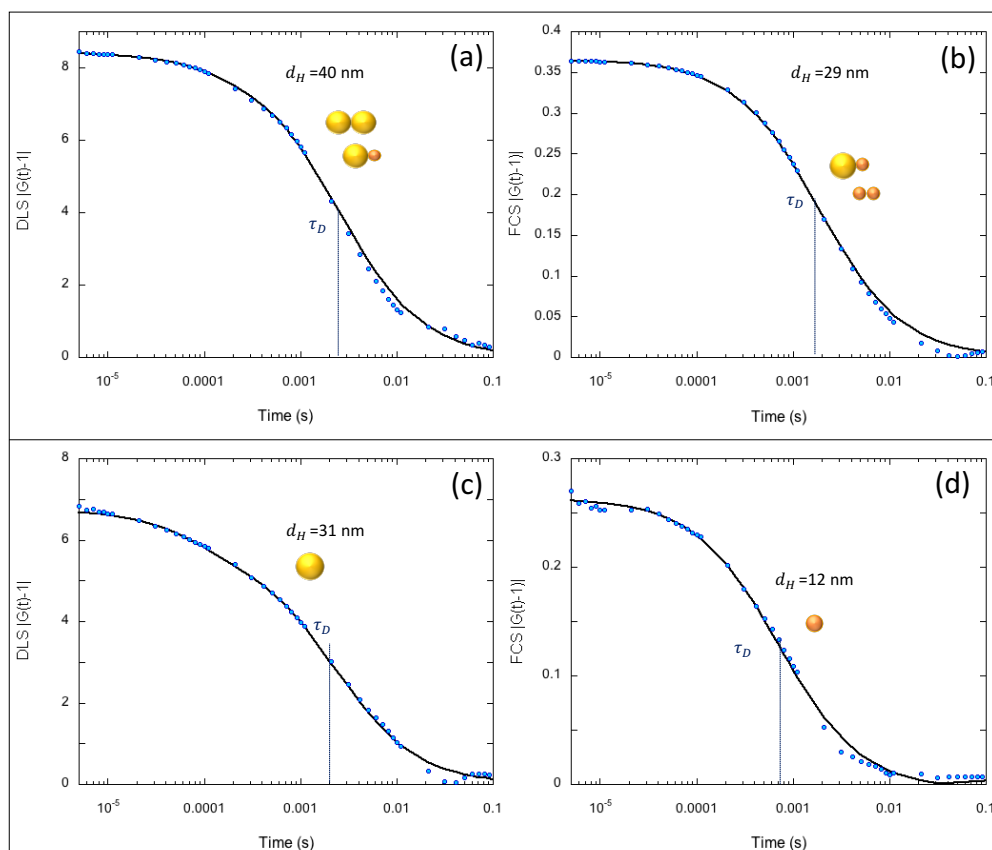 (a)
d_H = 40 nm
τ_D
8
6
4
2
0
DLS |G(t)-1|
10^-5
0.0001
0.001
0.01
0.1
Time (s)
(b)
d_H = 29 nm
τ_D
0.4
0.35
0.3
0.25
0.2
0.15
0.1
0.05
0
FCS |G(t)-1)|
10^-5
0.0001
0.001
0.01
0.1
Time (s)
(c)
d_H = 31 nm
τ_D
8
6
4
2
0
DLS |G(t)-1|
10^-5
0.0001
0.001
0.01
0.1
Time (s)
(d)
d_H =12 nm
τ_D
0.3
0.2
0.1
0
FCS |G(t)-1)|
10^-5
0.0001
0.001
0.01
0.1
Time (s)